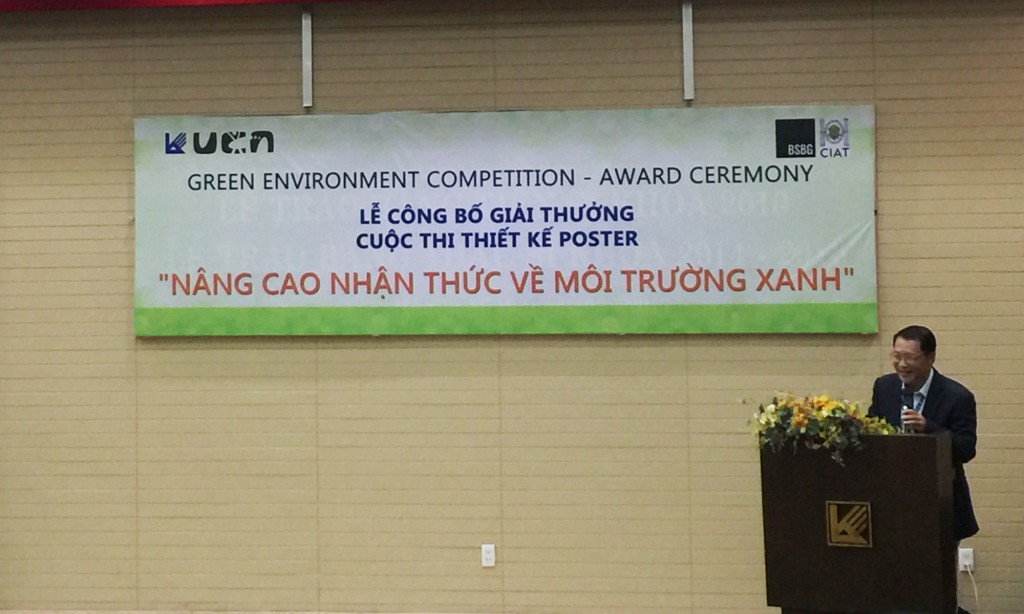 UEH
BSBG
CIAT
GREEN ENVIRONMENT COMPETITION - AWARD CEREMONY
LỄ CÔNG BỐ GIẢI THƯỞNG
CUỘC THI THIẾT KẾ POSTER
"NÂNG CAO NHẬN THỨC VỀ MÔI TRƯỜNG XANH"